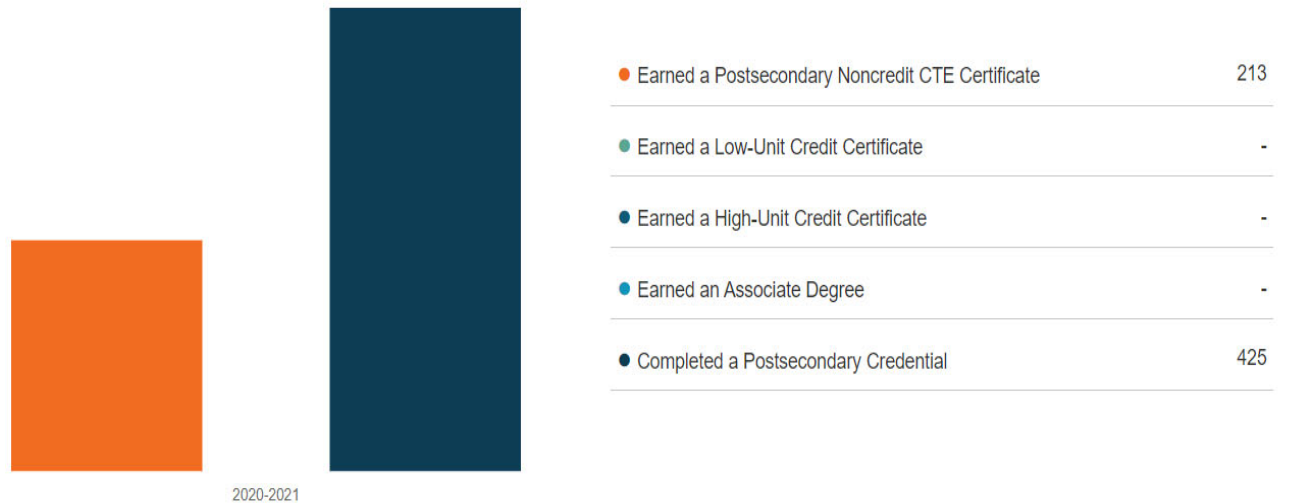 Earned a Postsecondary Noncredit CTE Certificate 213
Earned a Low-Unit Credit Certificate -
Earned a High-Unit Credit Certificate -
Earned an Associate Degree -
Completed a Postsecondary Credential 425
2020-2021